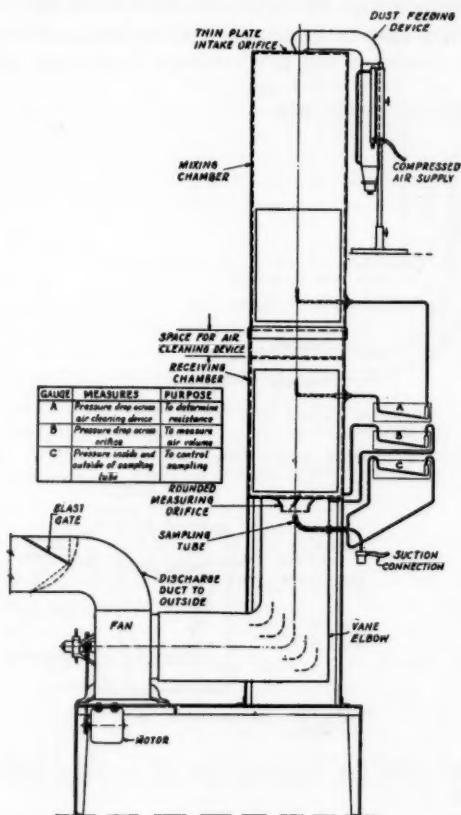 DUST FEEDING
DEVICE
THIN PLATE
INTAKE ORIFICE
MIXING
CHAMBER
COMPRESSED
AIR SUPPLY
SPACE FOR AIR
CLEANING DEVICE
RECEIVING
CHAMBER
GAUGE MEASURES PURPOSE
A Pressure drop across To determine
air cleaning device resistance
B Pressure drop across To measure
orifice air volume
C Pressure inside and To control
outside of sampling sampling
tube
A
B
C
ROUNDED
MEASURING
ORIFICE
SAMPLING
TUBE
SUCTION
CONNECTION
BLAST
GATE
DISCHARGE
DUCT TO
OUTSIDE
FAN
VANE
ELBOW
MOTOR